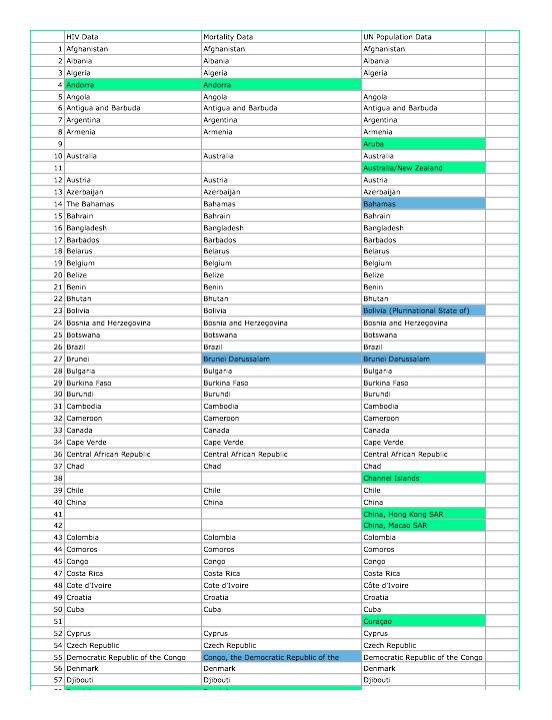 HIV Data Mortality Data UN Population Data
1 Afghanistan Afghanistan Afghanistan
2 Albania Albania Albania
3 Algeria Algeria Algeria
4 Andorra Andorra
5 Angola Angola Angola
6 Antigua and Barbuda Antigua and Barbuda Antigua and Barbuda
7 Argentina Argentina Argentina
8 Armenia Armenia Armenia
9 Aruba
10 Australia Australia Australia
11 Australia/New Zealand
12 Austria Austria Austria
13 Azerbaijan Azerbaijan Azerbaijan
14 The Bahamas Bahamas Bahamas
15 Bahrain Bahrain Bahrain
16 Bangladesh Bangladesh Bangladesh
17 Barbados Barbados Barbados
18 Belarus Belarus Belarus
19 Belgium Belgium Belgium
20 Belize Belize Belize
21 Benin Benin Benin
22 Bhutan Bhutan Bhutan
23 Bolivia Bolivia Bolivia (Plurinational State of)
24 Bosnia and Herzegovina Bosnia and Herzegovina Bosnia and Herzegovina
25 Botswana Botswana Botswana
26 Brazil Brazil Brazil
27 Brunei Brunei Darussalam Brunei Darussalam
28 Bulgaria Bulgaria Bulgaria
29 Burkina Faso Burkina Faso Burkina Faso
30 Burundi Burundi Burundi
31 Cambodia Cambodia Cambodia
32 Cameroon Cameroon Cameroon
33 Canada Canada Canada
34 Cape Verde Cape Verde Cape Verde
36 Central African Republic Central African Republic Central African Republic
37 Chad Chad Chad
38 Channel Islands
39 Chile Chile Chile
40 China China China
41 China, Hong Kong SAR
42 China, Macao SAR
43 Colombia Colombia Colombia
44 Comoros Comoros Comoros
45 Congo Congo Congo
47 Costa Rica Costa Rica Costa Rica
48 Cote d'Ivoire Cote d'Ivoire Côte d'Ivoire
49 Croatia Croatia Croatia
50 Cuba Cuba Cuba
51 Curaçao
52 Cyprus Cyprus Cyprus
54 Czech Republic Czech Republic Czech Republic
55 Democratic Republic of the Congo Congo, the Democratic Republic of the Democratic Republic of the Congo
56 Denmark Denmark Denmark
57 Djibouti Djibouti Djibouti